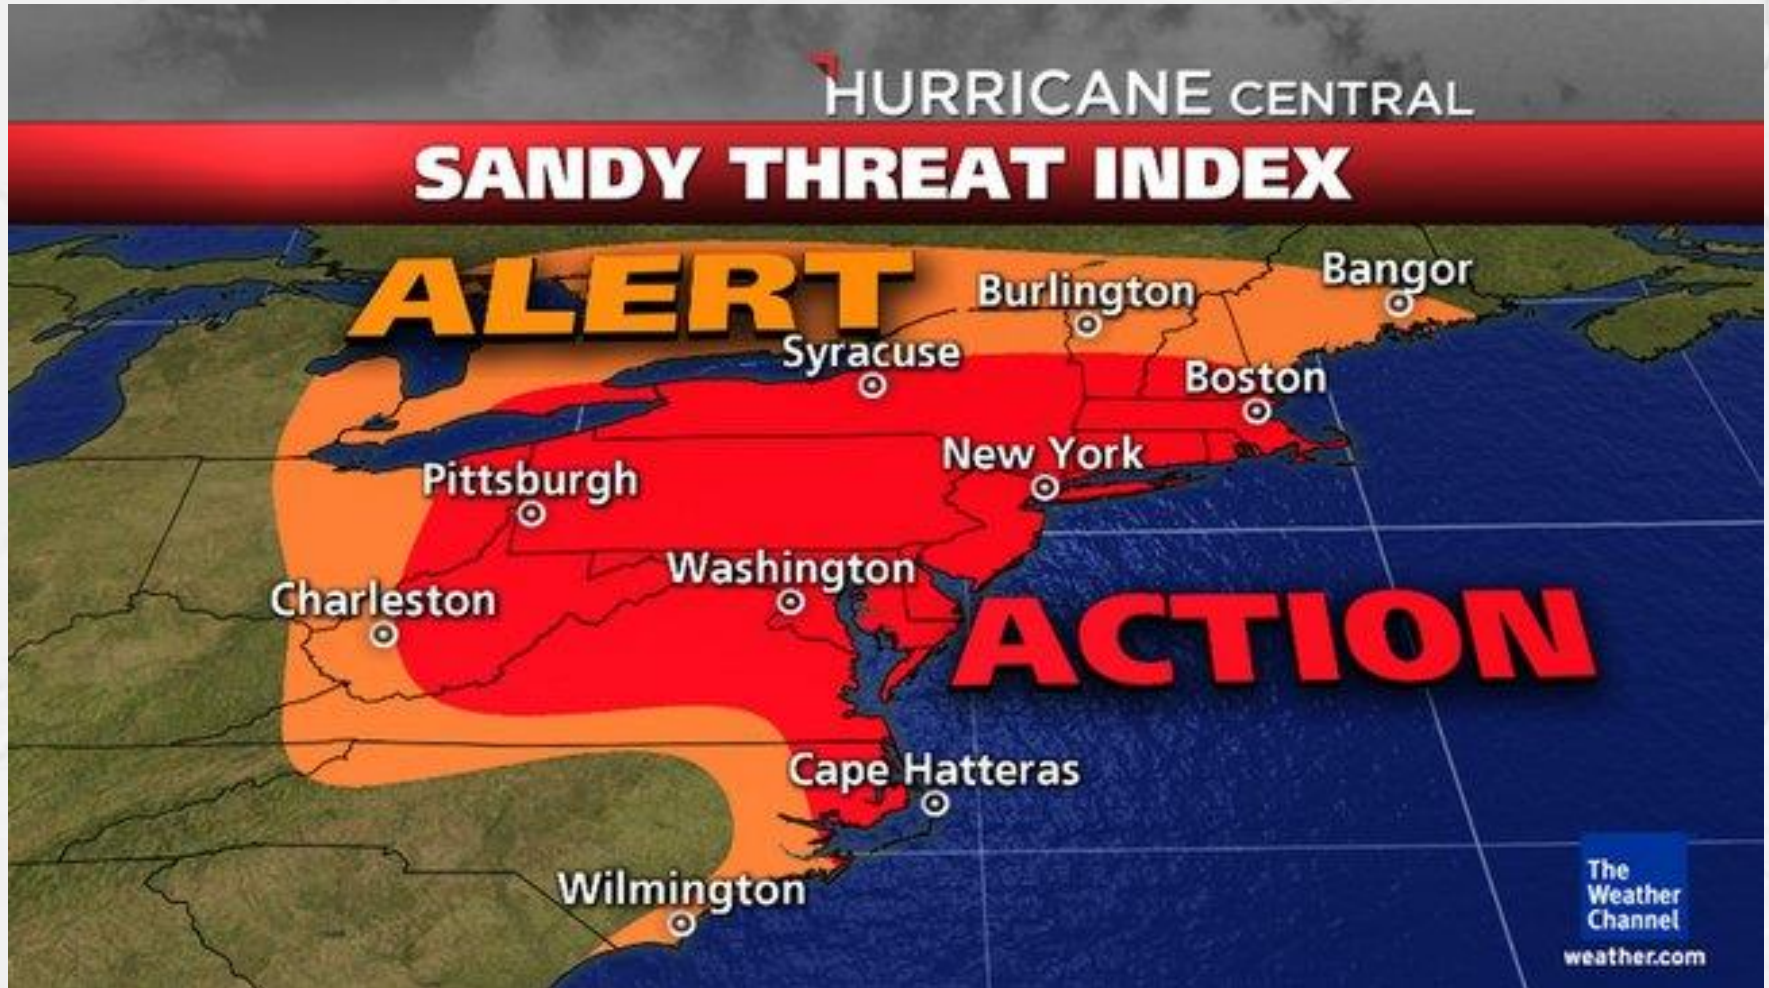 HURRICANE CENTRAL
SANDY THREAT INDEX
ALERT
Burlington
Bangor
Syracuse
Boston
New York
Pittsburgh
Washington
Charleston
ACTION
Cape Hatteras
Wilmington
The
Weather
Channel
weather.com